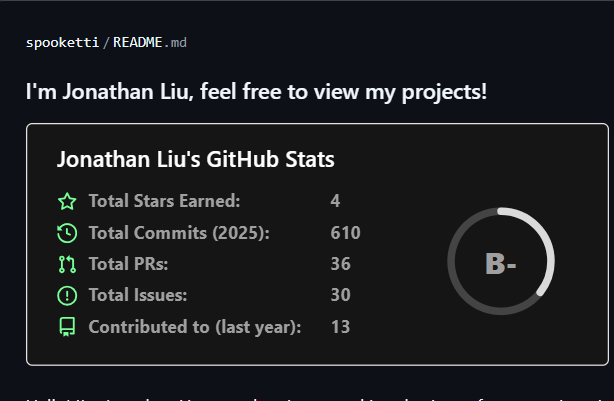 spooketti/README.md
I'm Jonathan Liu, feel free to view my projects!
Jonathan Liu's GitHub Stats
Total Stars Earned: 4
Total Commits (2025): 610
Total PRs: 36
Total Issues: 30
Contributed to (last year): 13
B-